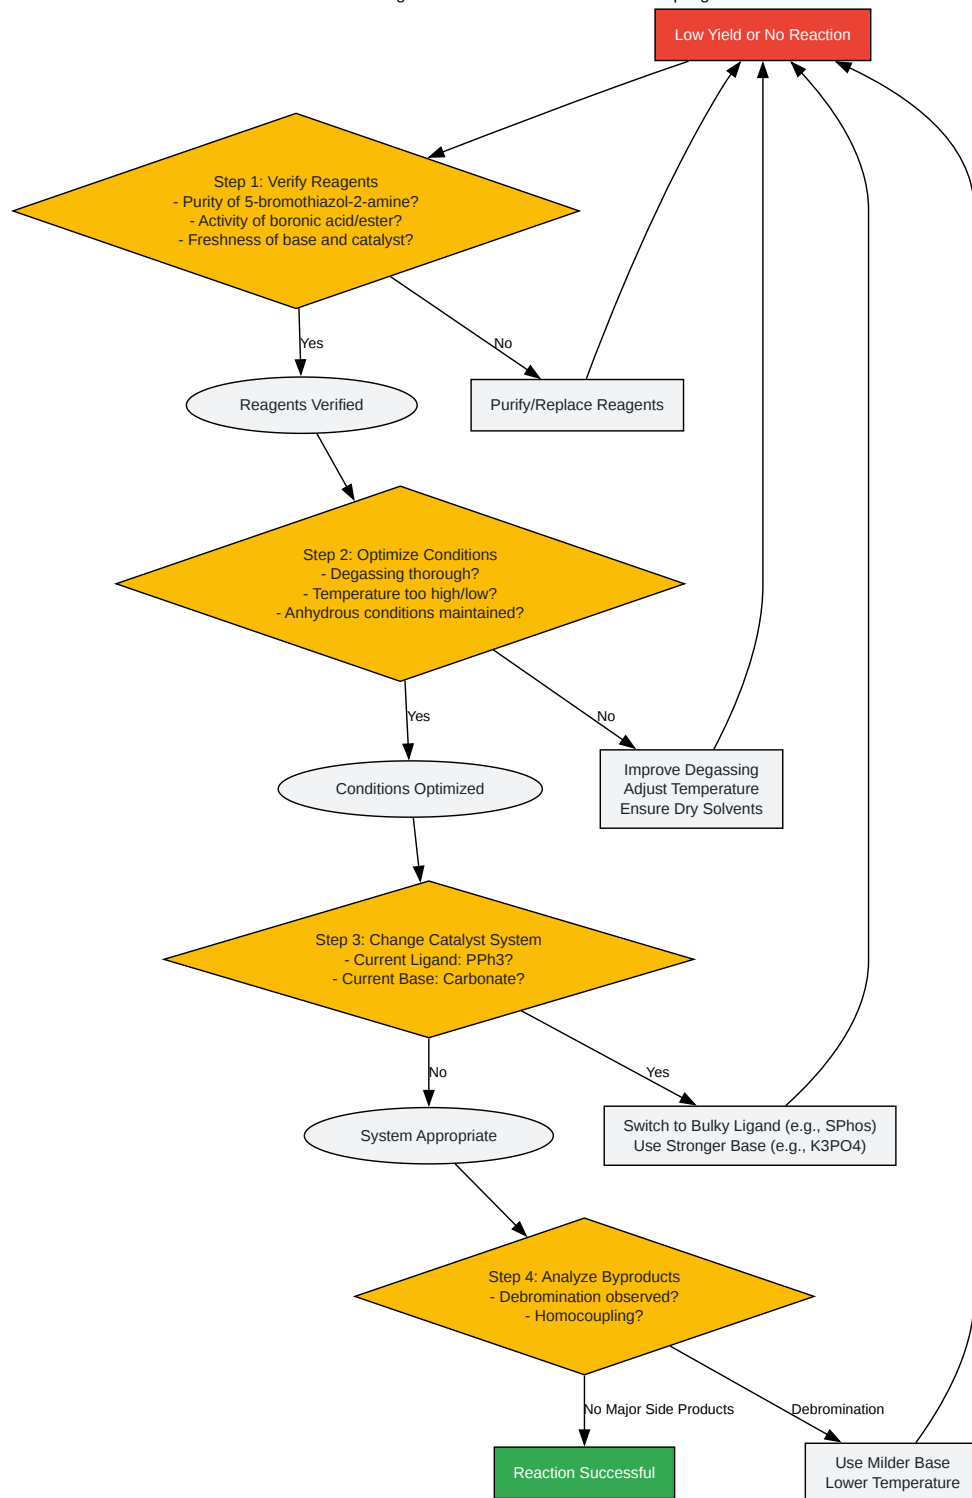 Low Yield or No Reaction
Step 1: Verify Reagents
- Purity of 5-bromothiazol-2-amine?
- Activity of boronic acid/ester?
- Freshness of base and catalyst?
Yes
No
Reagents Verified
Purify/Replace Reagents
Step 2: Optimize Conditions
- Degassing thorough?
- Temperature too high/low?
- Anhydrous conditions maintained?
Yes
No
Conditions Optimized
Improve Degassing
Adjust Temperature
Ensure Dry Solvents
Step 3: Change Catalyst System
- Current Ligand: PPh3?
- Current Base: Carbonate?
No
Yes
System Appropriate
Switch to Bulky Ligand (e.g., SPhos)
Use Stronger Base (e.g., K3PO4)
Step 4: Analyze Byproducts
- Debromination observed?
- Homocoupling?
No Major Side Products
Debromination
Reaction Successful
Use Milder Base
Lower Temperature